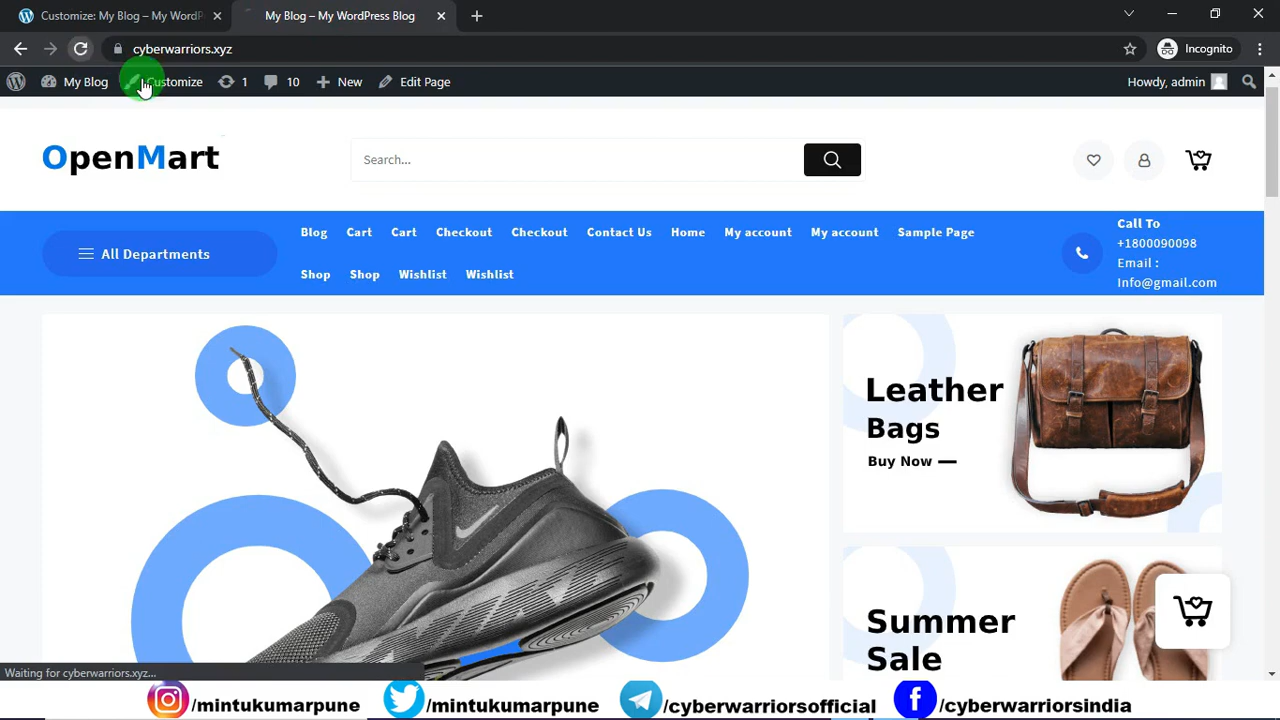 Customize: My Blog – My WordP
My Blog – My WordPress Blog
cyberwarriors.xyz
Incognito
My Blog
Customize
1
10
New
Edit Page
Howdy, admin
OpenMart
Search...
All Departments
Blog Cart Cart Checkout Checkout Contact Us Home My account My account Sample Page
Shop Shop Wishlist Wishlist
Call To
+1800090098
Email :
Info@gmail.com
Leather
Bags
Buy Now
Summer
Sale
Waiting for cyberwarriors.xyz...
/mintukumarpune /mintukumarpune /cyberwarriorsofficial /cyberwarriorsindia